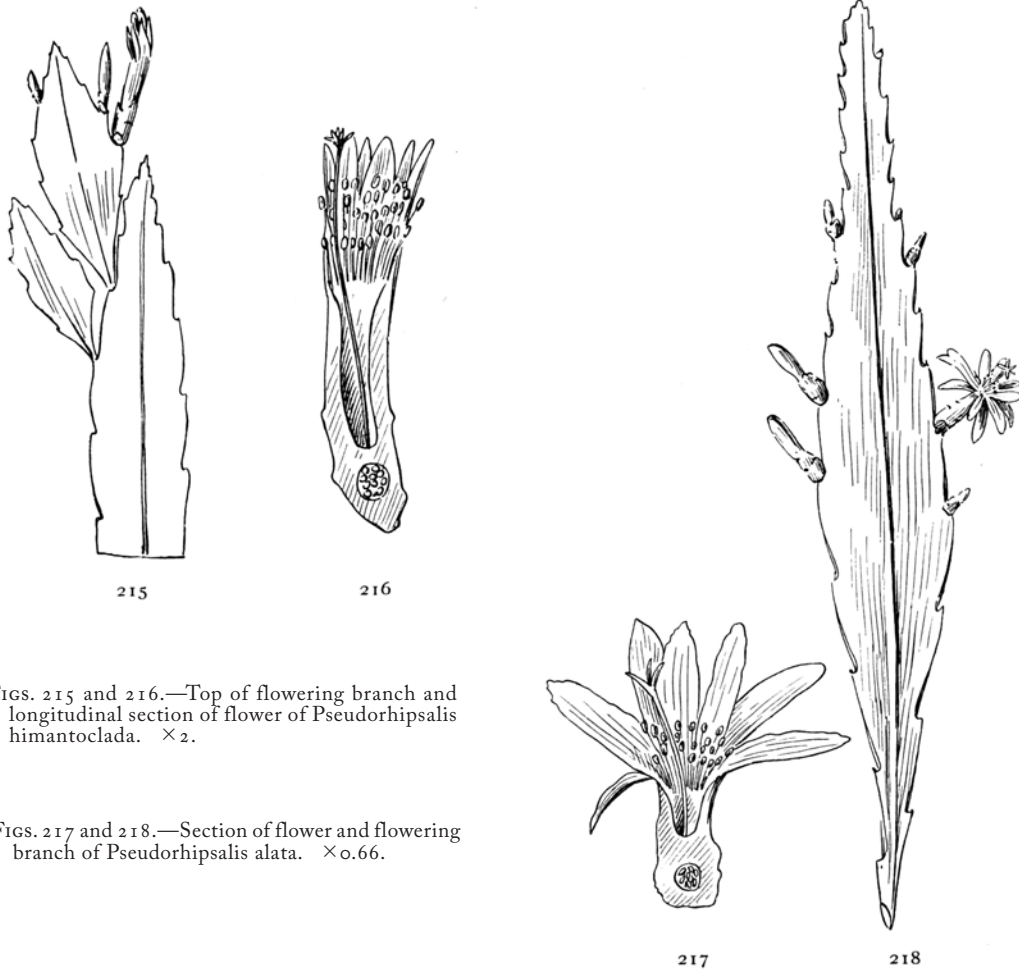 215
216
FIGS. 215 and 216.—Top of flowering branch and
longitudinal section of flower of Pseudorhipsalis
himantoclada. ×2.
FIGS. 217 and 218.—Section of flower and flowering
branch of Pseudorhipsalis alata. ×0.66.
217
218